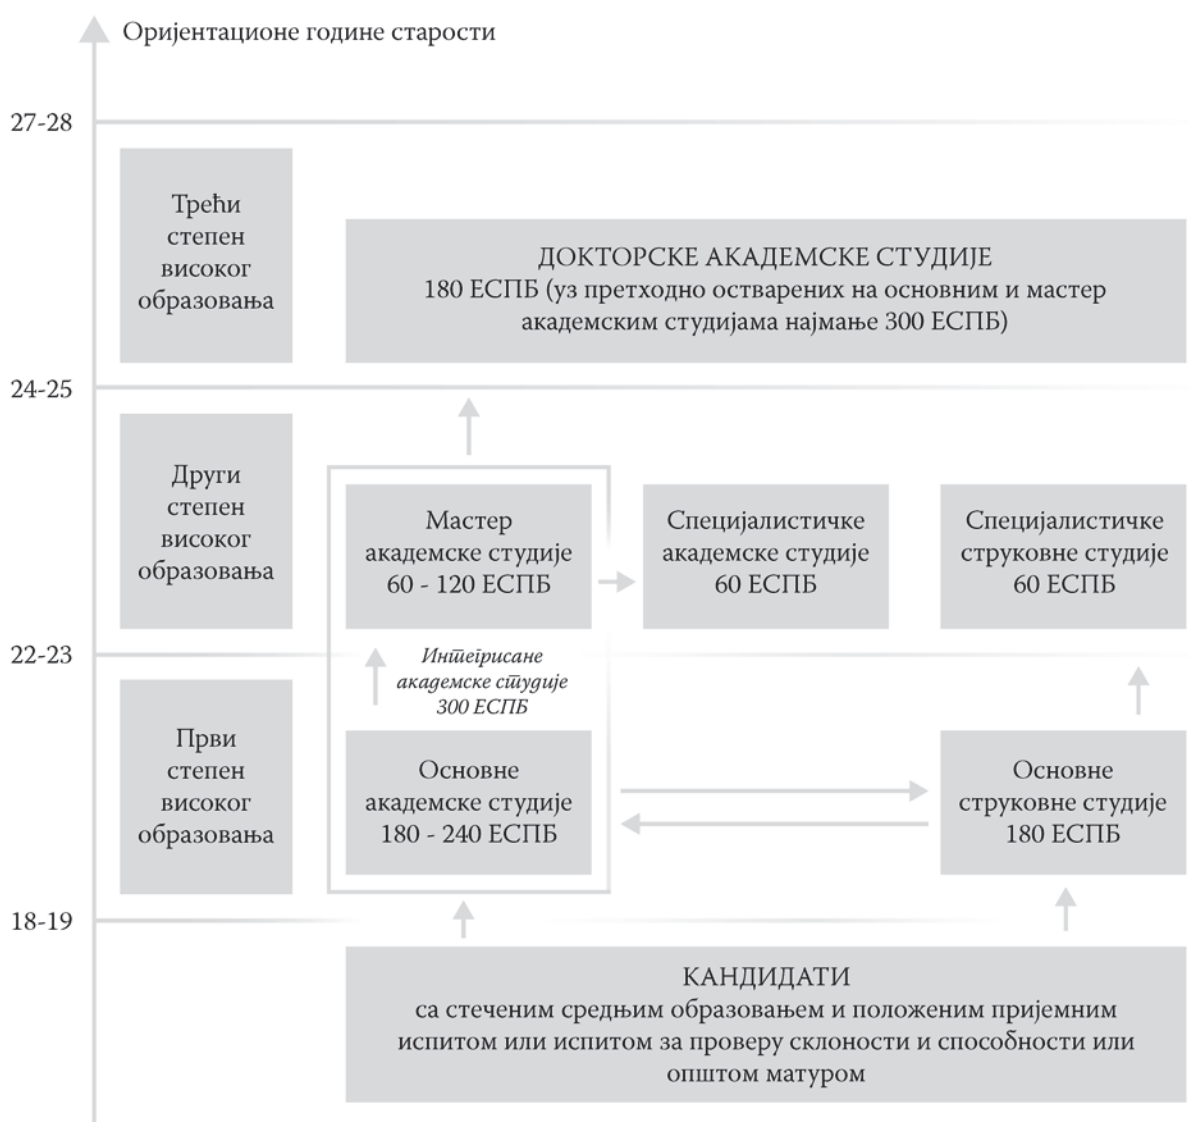 Оријентационе године старости
27-28
Трећи
степен
високог
образовања
ДОКТОРСКЕ АКАДЕМСКЕ СТУДИЈЕ
180 ЕСПБ (уз претходно остварених на основним и мастер
академским студијама најмање 300 ЕСПБ)
24-25
Други
степен
високог
образовања
Мастер
академске студије
60 - 120 ЕСПБ
Специјалистичке
академске студије
60 ЕСПБ
Специјалистичке
струковне студије
60 ЕСПБ
22-23
Интегрисане
академске студије
300 ЕСПБ
Први
степен
високог
образовања
Основне
академске студије
180 - 240 ЕСПБ
Основне
струковне студије
180 ЕСПБ
18-19
КАНДИДАТИ
са стеченим средњим образовањем и положеним пријемним
испитом или испитом за проверу склоности и способности или
општом матуром